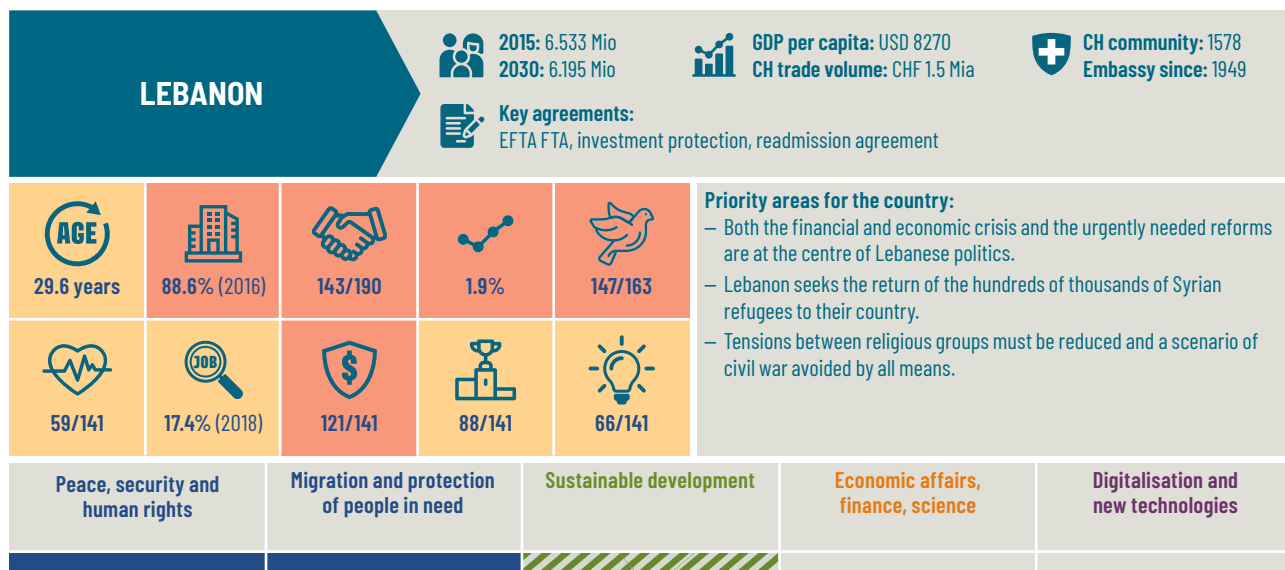 LEBANON
2015: 6.533 Mio
2030: 6.195 Mio
GDP per capita: USD 8270
CH trade volume: CHF 1.5 Mia
CH community: 1578
Embassy since: 1949
Key agreements:
EFTA FTA, investment protection, readmission agreement
AGE
29.6 years
88.6% (2016)
143/190
1.9%
147/163
JOB
$
59/141
17.4% (2018)
121/141
88/141
66/141
Priority areas for the country:
– Both the financial and economic crisis and the urgently needed reforms
are at the centre of Lebanese politics.
– Lebanon seeks the return of the hundreds of thousands of Syrian
refugees to their country.
– Tensions between religious groups must be reduced and a scenario of
civil war avoided by all means.
Peace, security and
human rights
Migration and protection
of people in need
Sustainable development
Economic affairs,
finance, science
Digitalisation and
new technologies